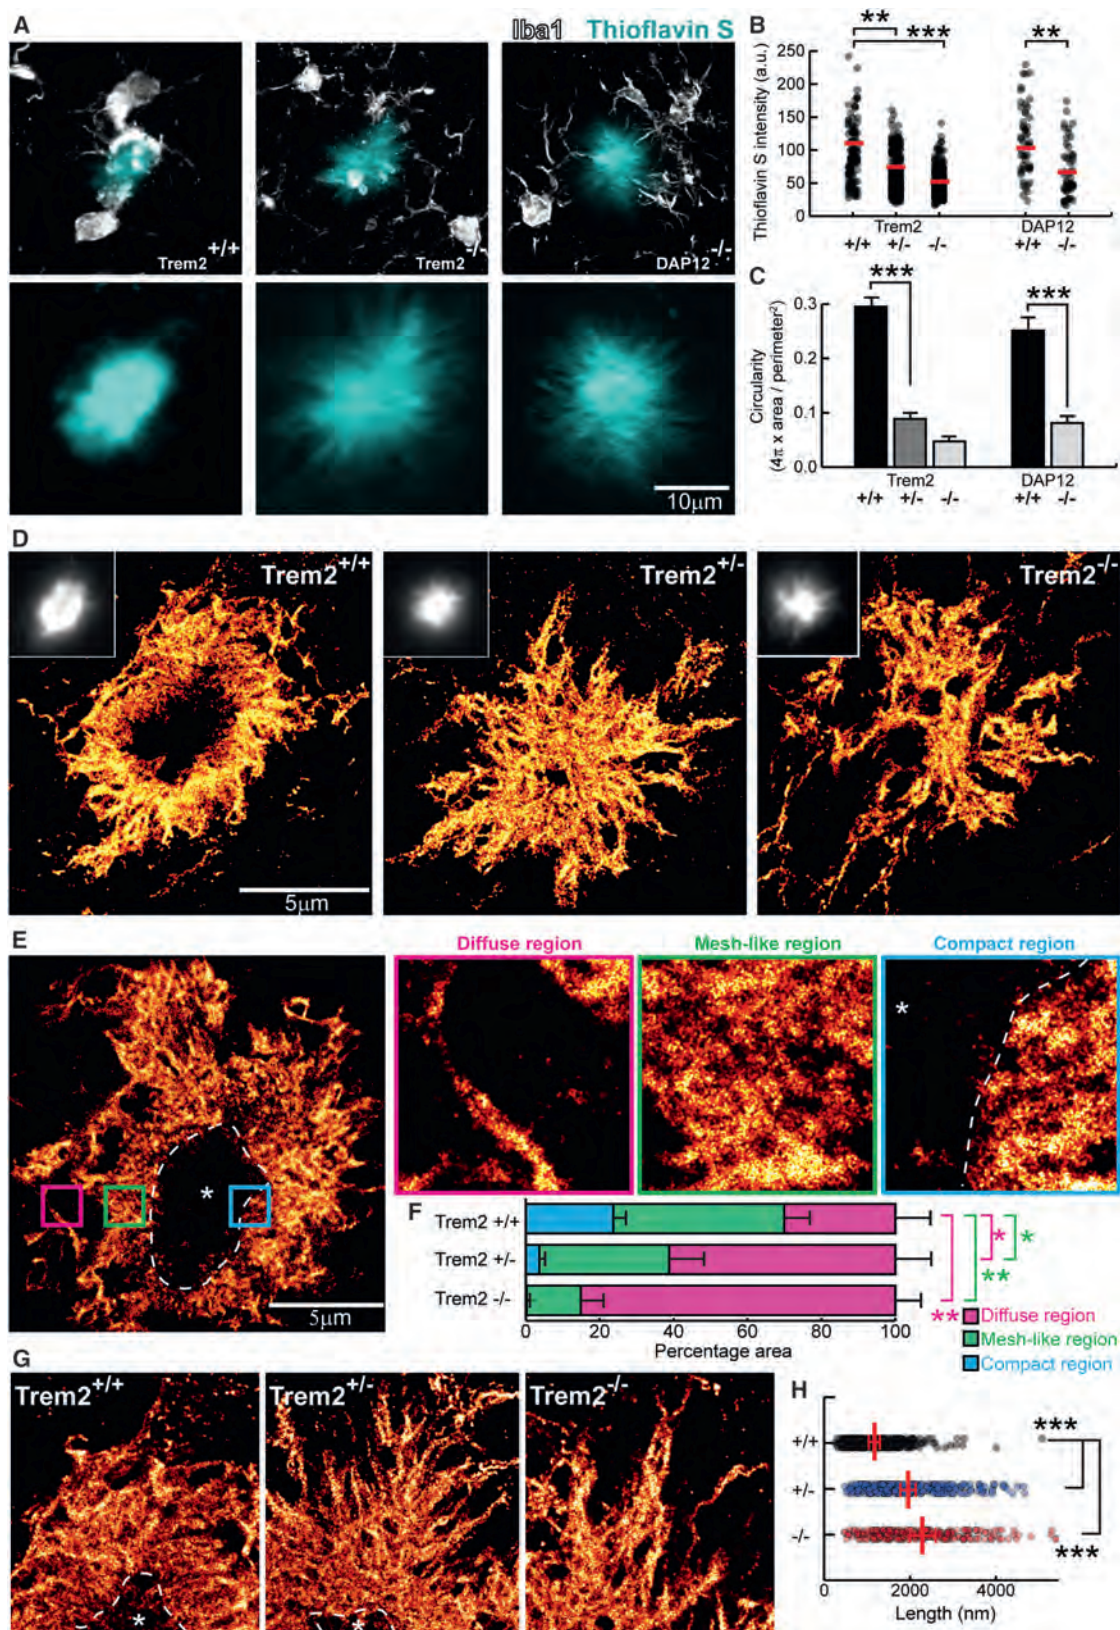 A
Iba1 Thioflavin S
Trem2 +/+
Trem2 -/-
DAP12 -/-
10μm
B
** *** **
Thioflavin S intensity (a.u.)
250
200
150
100
50
0
Trem2 DAP12
+/+ +/- -/- +/+ -/-
C
*** ***
Circularity
(4π x area / perimeter²)
0.3
0.2
0.1
0.0
Trem2 DAP12
+/+ +/- -/- +/+ -/-
D
Trem2+/+
Trem2+/-
Trem2-/-
5μm
E
Diffuse region
Mesh-like region
Compact region
*
*
5μm
F
Trem2 +/+
Trem2 +/-
Trem2 -/-
0 20 40 60 80 100
Percentage area
* *
**
**
Diffuse region
Mesh-like region
Compact region
G
Trem2+/+
Trem2+/-
Trem2-/-
*
*
H
+/+
+/-
-/-
***
***
0 2000 4000
Length (nm)